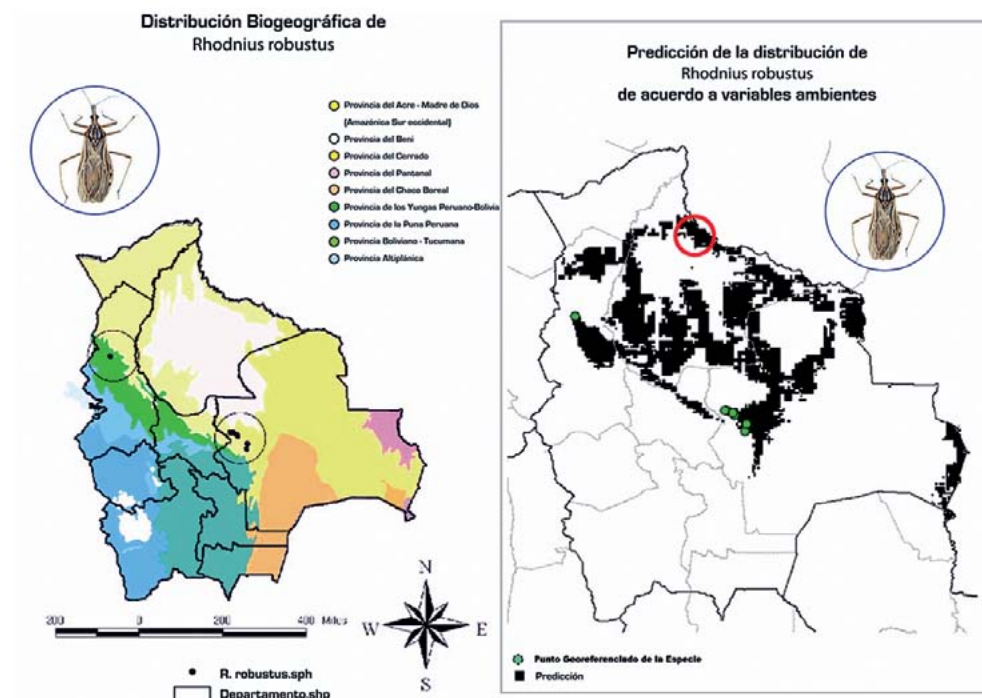 Distribución Biogeográfica de
Rhodnius robustus
Provincia del Acre - Madre de Dios
(Amazónica Sur occidental)
Provincia del Beni
Provincia del Cerrado
Provincia del Pantanal
Provincia del Chaco Boreal
Provincia de los Yungas Peruano-Bolivia
Provincia de la Puna Peruana
Provincia Boliviano - Tucumana
Provincia Altiplánica
200 0 200 400 Miles
N
W E
S
R. robustus.sph
Departamento.shp
Predicción de la distribución de
Rhodnius robustus
de acuerdo a variables ambientes
Punto Georeferenciado de la Especie
Predicción